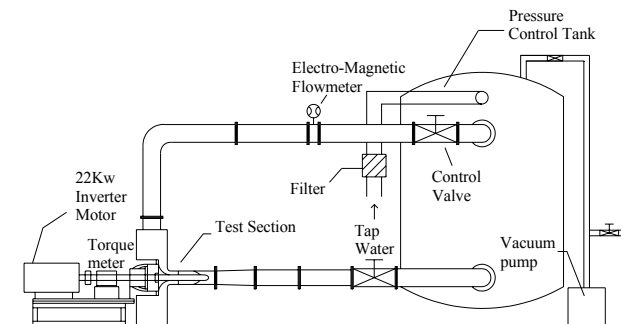 Pressure
Control Tank
Electro-Magnetic
Flowmeter
Filter
Control
Valve
22Kw
Inverter
Motor
Test Section
Tap
Water
Torque
meter
Vacuum
pump